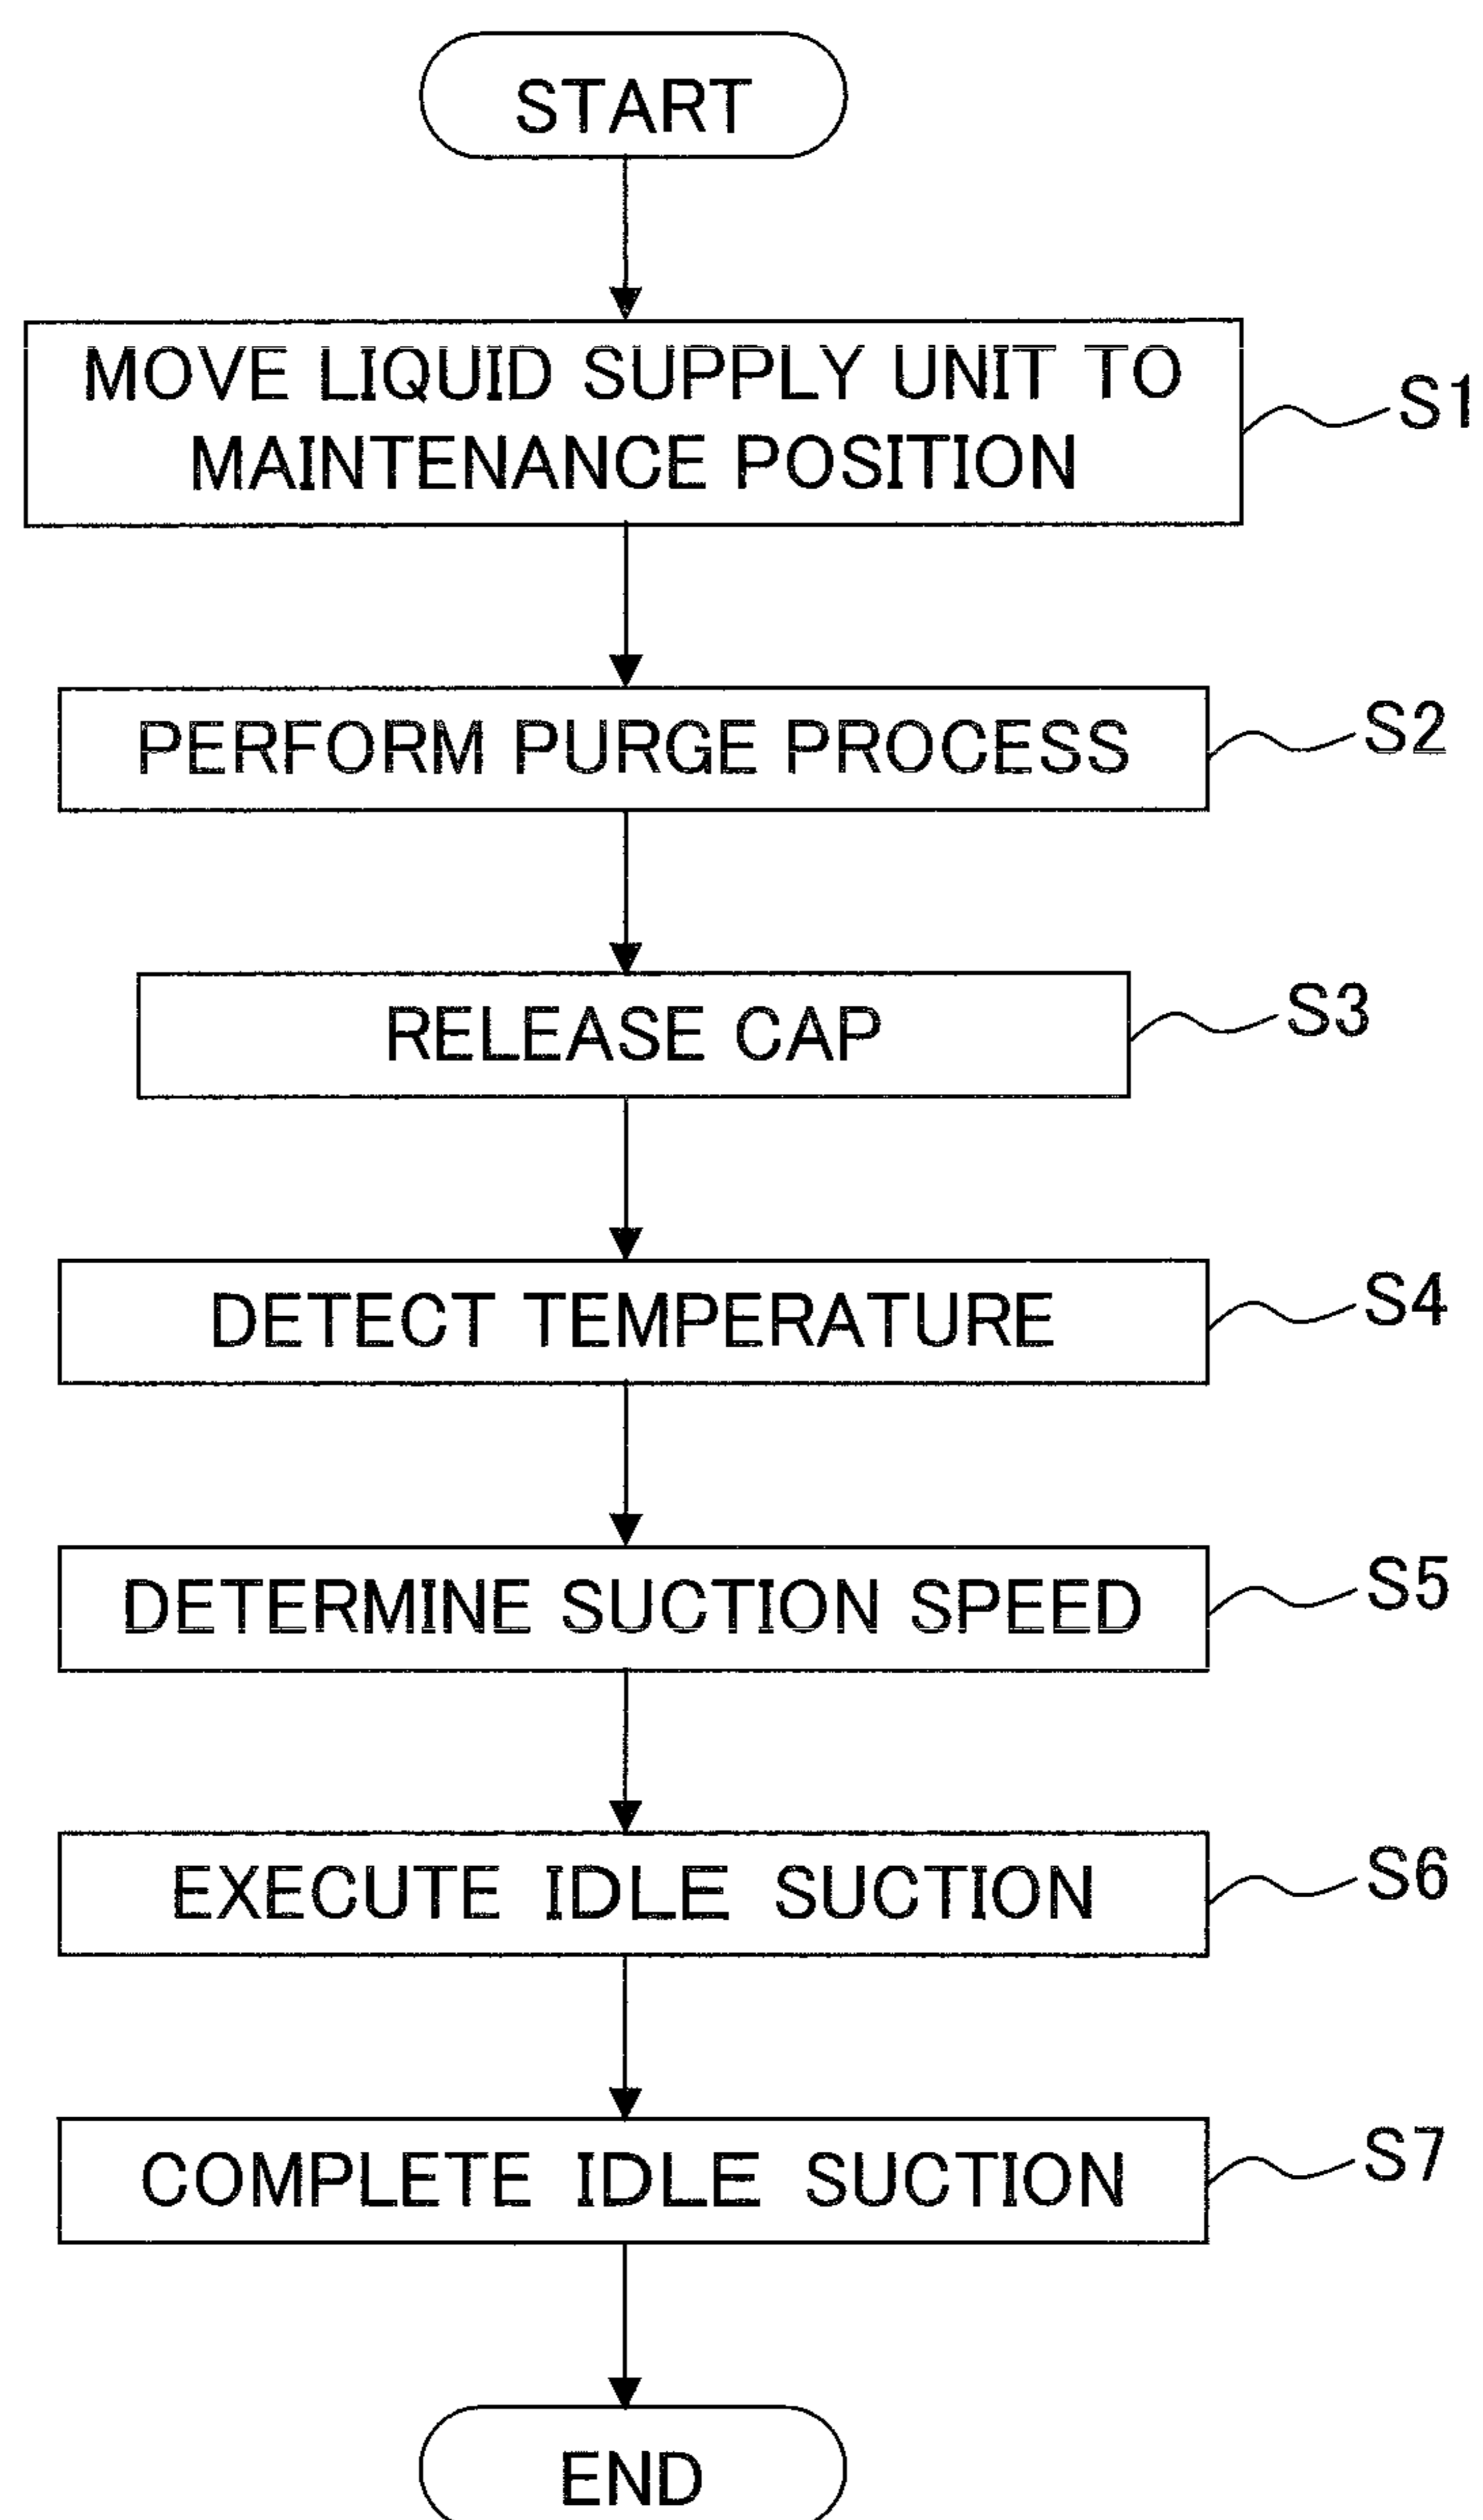 START
MOVE LIQUID SUPPLY UNIT TO
MAINTENANCE POSITION
S1
PERFORM PURGE PROCESS
S2
RELEASE CAP
S3
DETECT TEMPERATURE
S4
DETERMINE SUCTION SPEED
S5
EXECUTE IDLE SUCTION
S6
COMPLETE IDLE SUCTION
S7
END